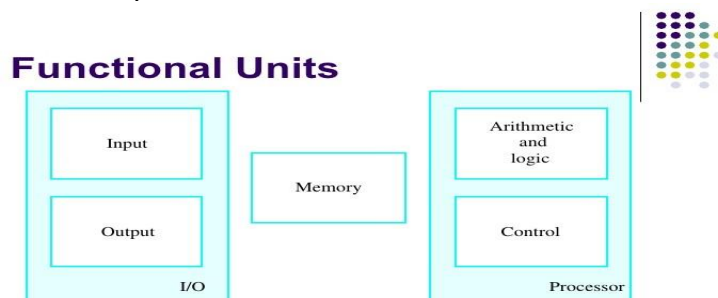 Functional Units
Input
Output
I/O
Memory
Arithmetic
and
logic
Control
Processor